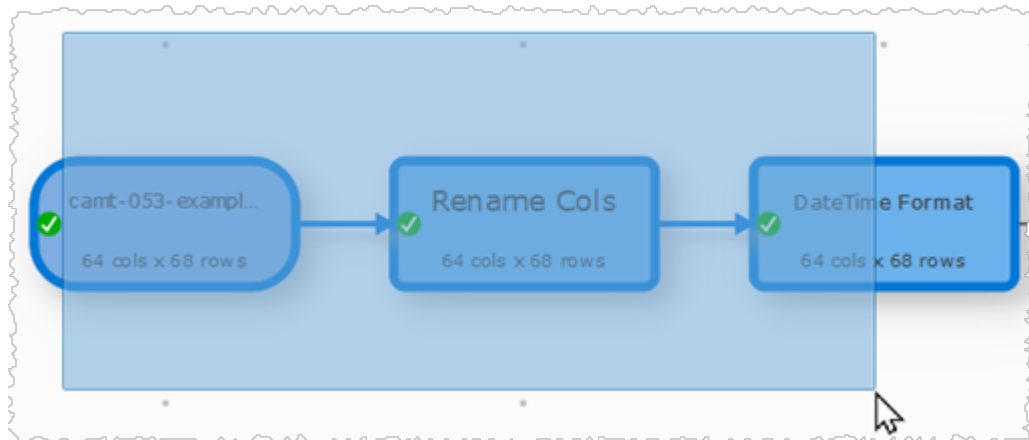 camt-053-exampl...
64 cols x 68 rows
Rename Cols
64 cols x 68 rows
DateTime Format
64 cols x 68 rows